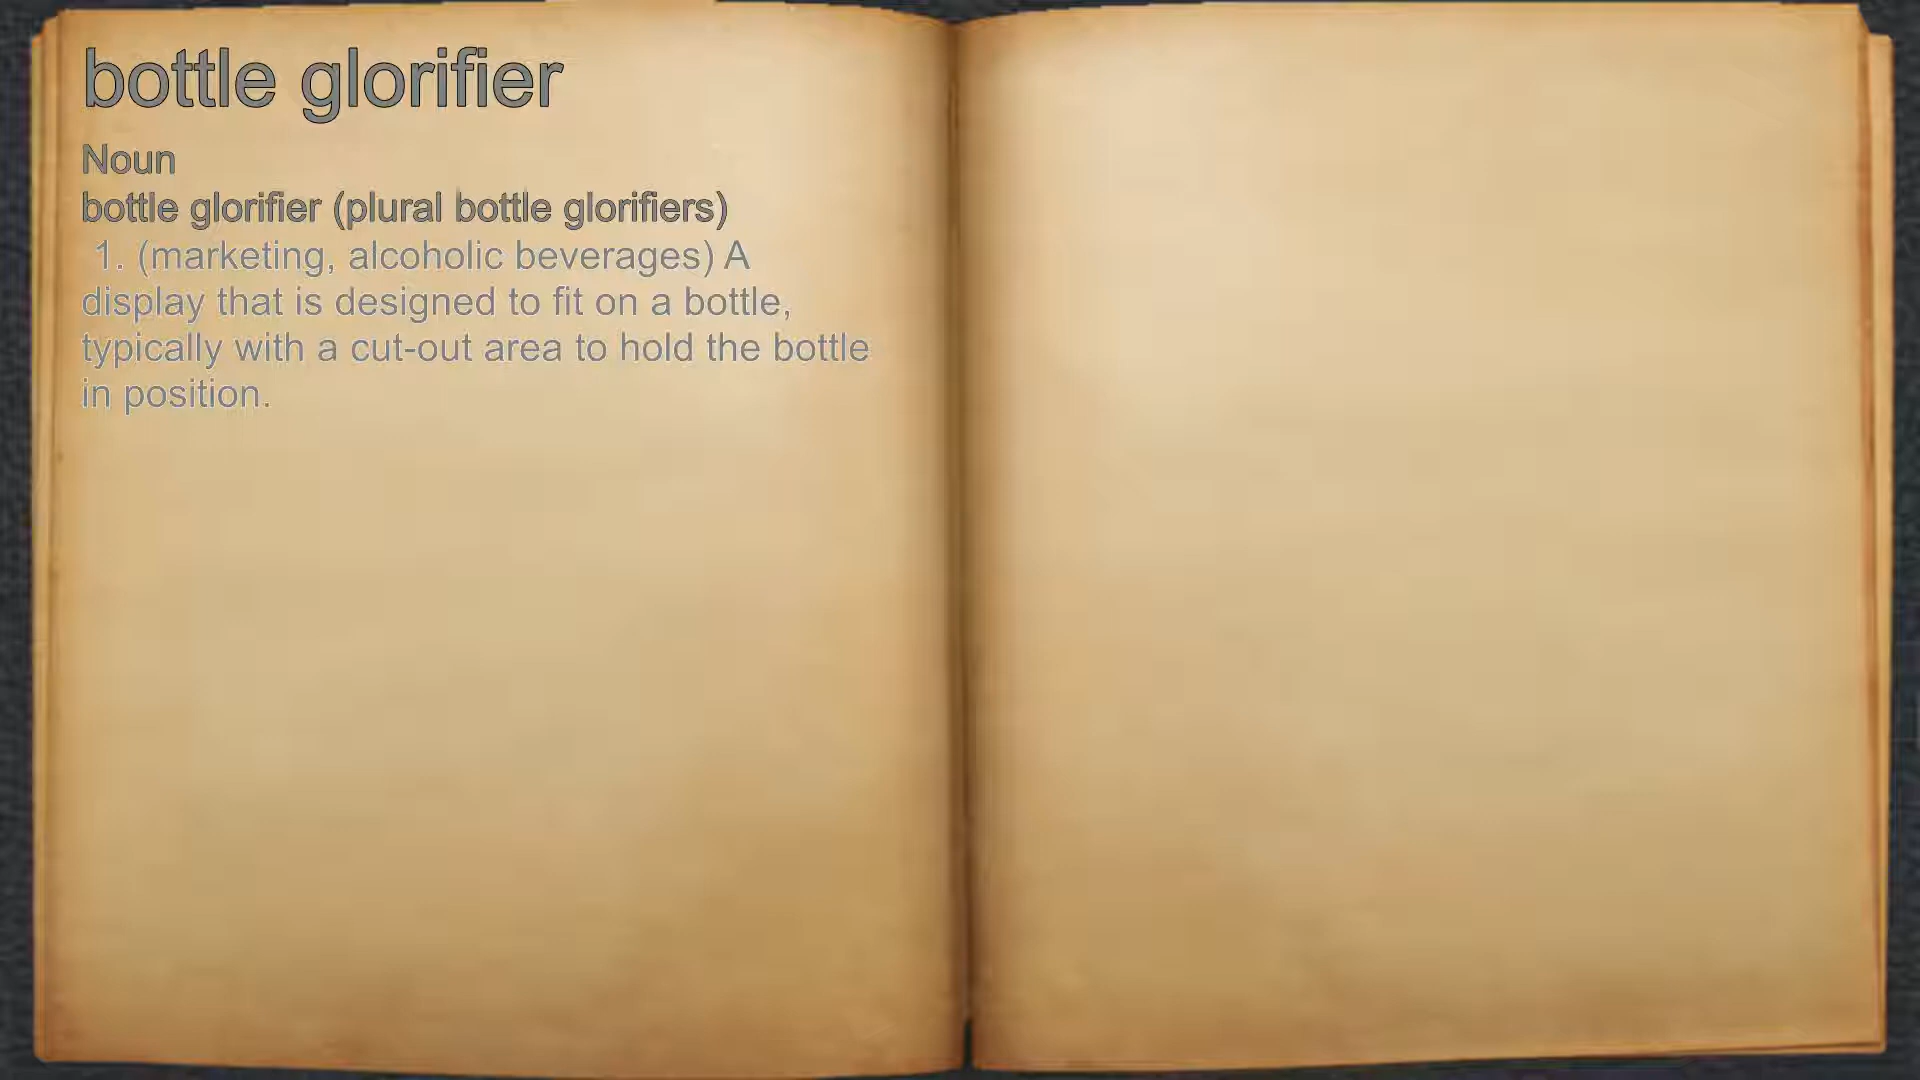 bottle glorifier
Noun
bottle glorifier (plural bottle glorifiers)
1. (marketing, alcoholic beverages) A
display that is designed to fit on a bottle,
typically with a cut-out area to hold the bottle
in position.